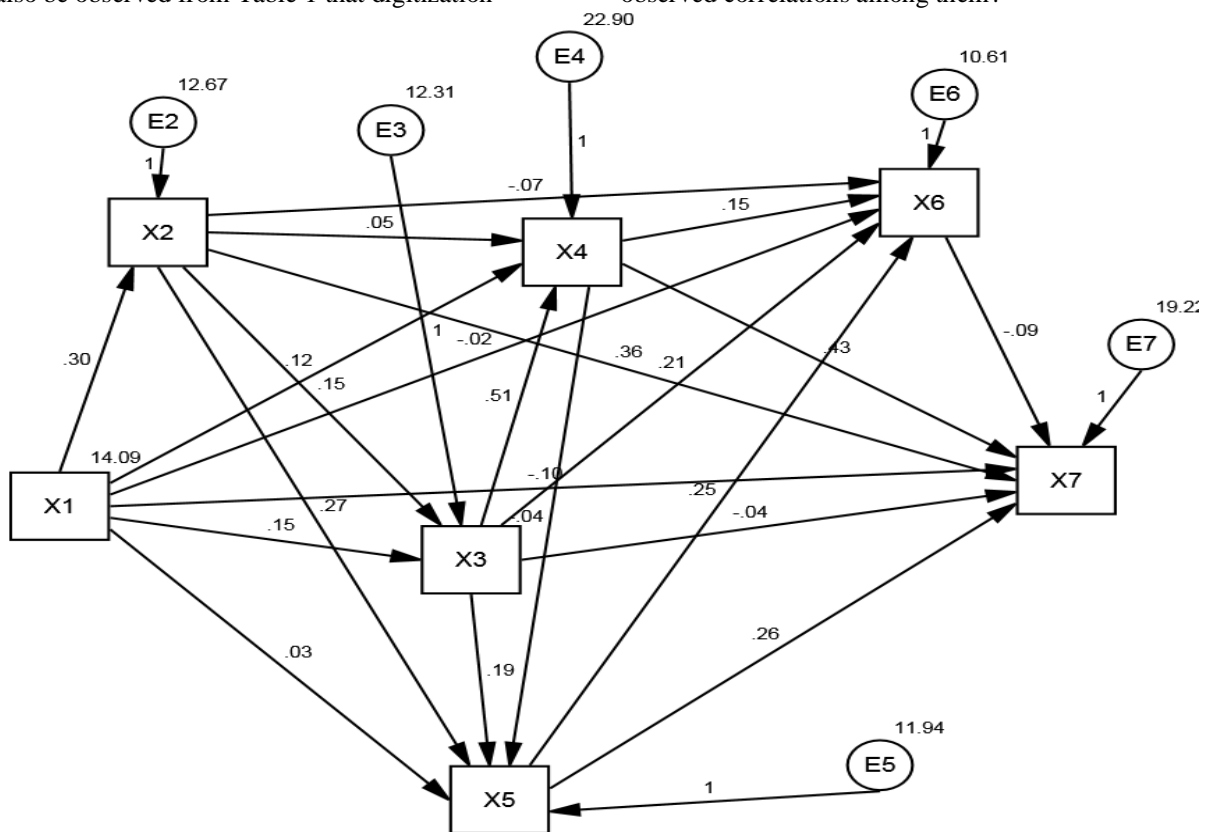 also be observed from Table 1 that digitization
observed correlations among them?
22.90
E4
12.67
10.61
12.31
E2
E3
E6
1
1
1
-.07
X2
.05
.15
X6
X4
19.22
-.09
E7
.30
.12
1
-.02
.36
.21
.43
.15
.51
1
14.09
X1
-.10
X7
.27
.25
.15
-.04
-.04
X3
.03
.19
.26
11.94
E5
1
X5